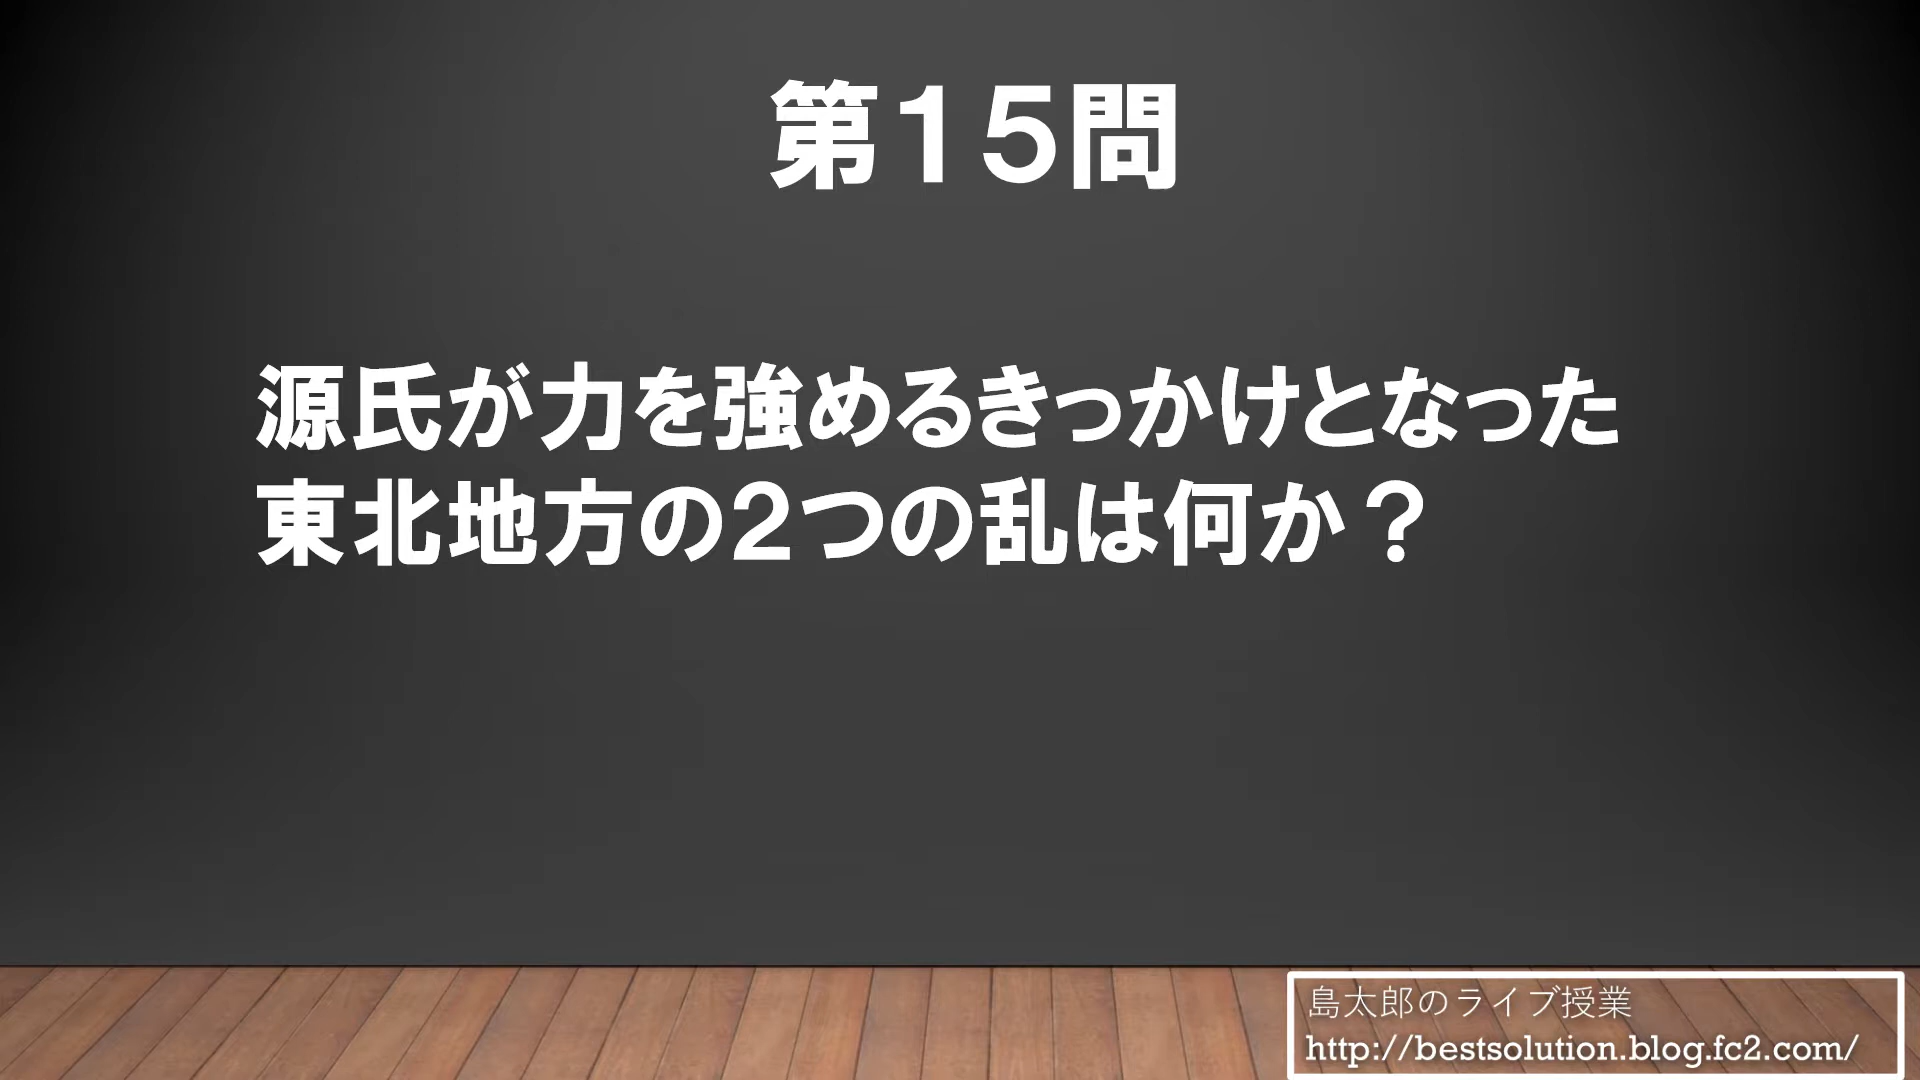 第15問
源氏が力を強めるきっかけとなった
東北地方の2つの乱は何か？
島太郎のライブ授業
http://bestsolution.blog.fc2.com/